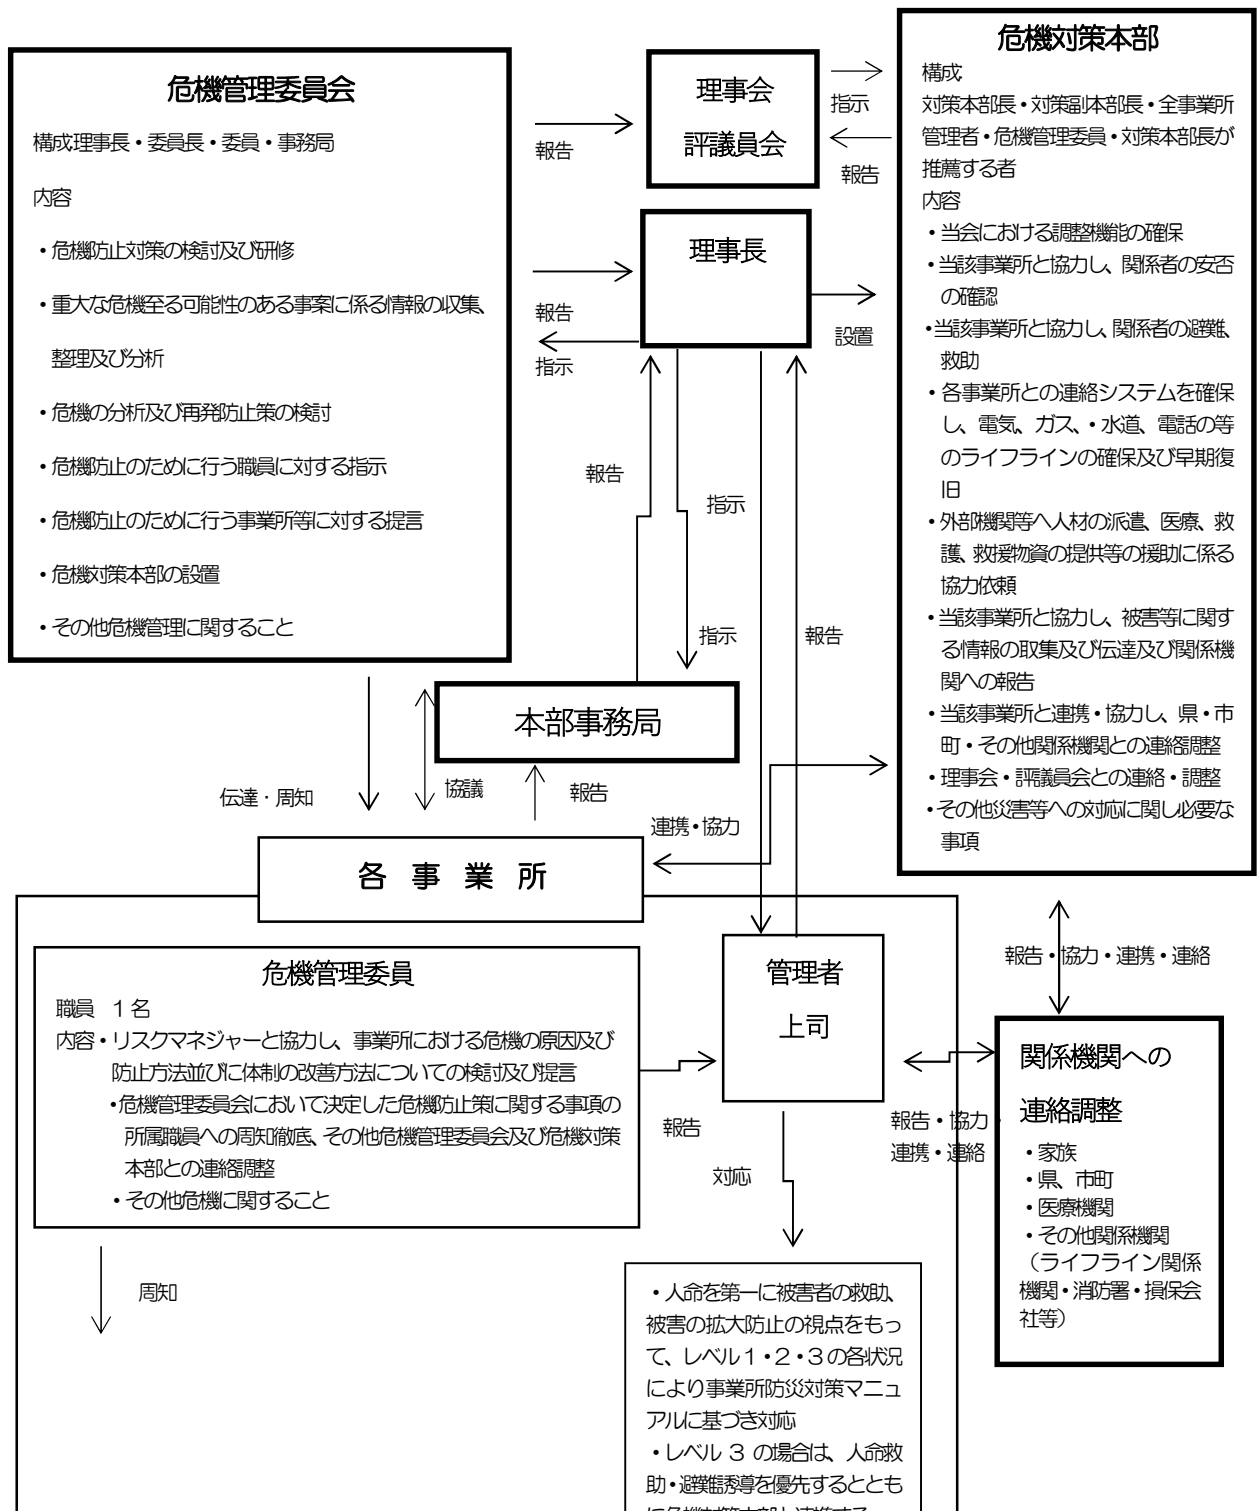 危機管理委員会
構成理事長・委員長・委員・事務局
内容
・危機防止対策の検討及び研修
・重大な危機至る可能性のある事案に係る情報の収集、
整理及び分析
・危機の分析及び再発防止策の検討
・危機防止のために行う職員に対する指示
・危機防止のために行う事業所等に対する提言
・危機対策本部の設置
・その他危機管理に関すること
報告
理事会
評議員会
指示
報告
報告
指示
理事長
設置
危機対策本部
構成
対策本部長・対策副本部長・全事業所
管理者・危機管理委員・対策本部長が
推薦する者
内容
・当会における調整機能の確保
・当該事業所と協力し、関係者の安否
の確認
・当該事業所と協力し、関係者の避難、
救助
・各事業所との連絡システムを確保
し、電気、ガス、・水道、電話の等
のライフラインの確保及び早期復
旧
・外部機関等へ人材の派遣、医療、救
護、救援物資の提供等の援助に係る
協力依頼
・当該事業所と協力し、被害等に関す
る情報の取集及び伝達及び関係機
関への報告
・当該事業所と連携・協力し、県・市
町・その他関係機関との連絡調整
・理事会・評議員会との連絡・調整
・その他災害等への対応に関し必要な
事項
報告
指示
指示
報告
本部事務局
伝達・周知
協議
報告
連携・協力
各 事 業 所
危機管理委員
職員 1名
内容・リスクマネジャーと協力し、事業所における危機の原因及び
防止方法並びに体制の改善方法についての検討及び提言
・危機管理委員会において決定した危機防止策に関する事項の
所属職員への周知徹底、その他危機管理委員会及び危機対策
本部との連絡調整
・その他危機に関すること
周知
報告
管理者
上司
対応
報告・協力・連携・連絡
報告・協力・
連携・連絡
関係機関への
連絡調整
・家族
・県、市町
・医療機関
・その他関係機関
（ライフライン関係
機関・消防署・損保会
社等）
・人命を第一に被害者の救助、
被害の拡大防止の視点をもっ
て、レベル1・2・3の各状況
により事業所防災対策マニュ
アルに基づき対応
・レベル 3 の場合は、人命救
助・避難誘導を優先するととも
に危機対策本部と連携する